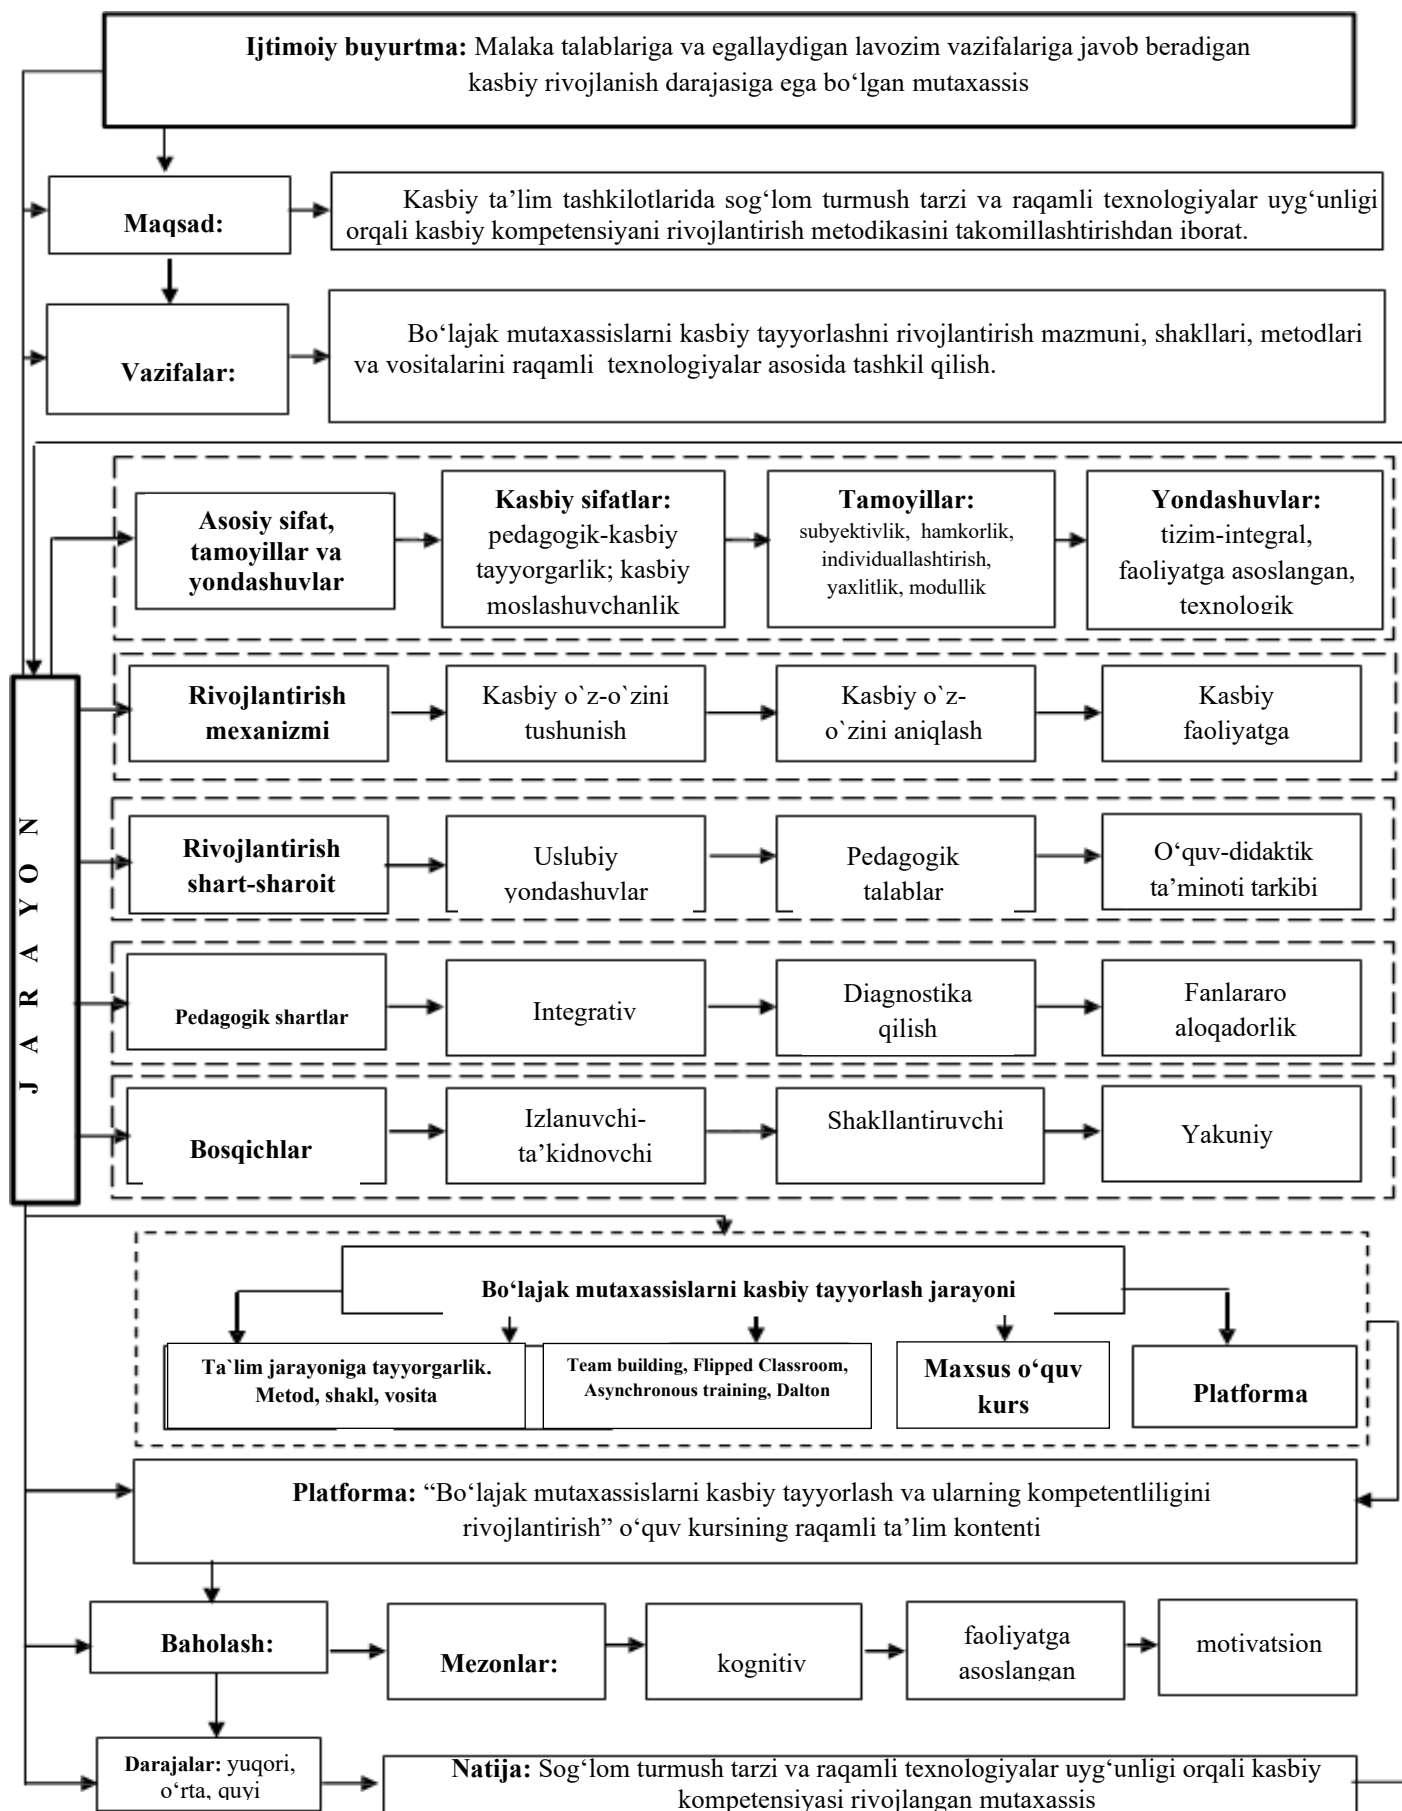 Ijtimoiy buyurtma: Malaka talablariga va egallaydigan lavozim vazifalariga javob beradigan
kasbiy rivojlanish darajasiga ega bo‘lgan mutaxassis
Maqsad:
Kasbiy ta’lim tashkilotlarida sog‘lom turmush tarzi va raqamli texnologiyalar uyg‘unligi
orqali kasbiy kompetensiyani rivojlantirish metodikasini takomillashtirishdan iborat.
Vazifalar:
Bo‘lajak mutaxassislarni kasbiy tayyorlashni rivojlantirish mazmuni, shakllari, metodlari
va vositalarini raqamli texnologiyalar asosida tashkil qilish.
JARAYON
Asosiy sifat,
tamoyillar va
yondashuvlar
Kasbiy sifatlar:
pedagogik-kasbiy
tayyorgarlik; kasbiy
moslashuvchanlik
Tamoyillar:
subyektivlik, hamkorlik,
individuallashtirish,
yaxlitlik, modullik
Yondashuvlar:
tizim-integral,
faoliyatga asoslangan,
texnologik
Rivojlantirish
mexanizmi
Kasbiy o`z-o`zini
tushunish
Kasbiy o`z-
o`zini aniqlash
Kasbiy
faoliyatga
Rivojlantirish
shart-sharoit
Uslubiy
yondashuvlar
Pedagogik
talablar
O‘quv-didaktik
ta’minoti tarkibi
Pedagogik shartlar
Integrativ
Diagnostika
qilish
Fanlararo
aloqadorlik
Bosqichlar
Izlanuvchi-
ta’kidnovchi
Shakllantiruvchi
Yakuniy
Bo‘lajak mutaxassislarni kasbiy tayyorlash jarayoni
Ta`lim jarayoniga tayyorgarlik.
Metod, shakl, vosita
Team building, Flipped Classroom,
Asynchronous training, Dalton
Maxsus o‘quv
kurs
Platforma
Platforma: “Bo‘lajak mutaxassislarni kasbiy tayyorlash va ularning kompetentliligini
rivojlantirish” o‘quv kursining raqamli ta’lim kontenti
Baholash:
Mezonlar:
kognitiv
faoliyatga
asoslangan
motivatsion
Darajalar: yuqori,
o‘rta, quyi
Natija: Sog‘lom turmush tarzi va raqamli texnologiyalar uyg‘unligi orqali kasbiy
kompetensiyasi rivojlangan mutaxassis